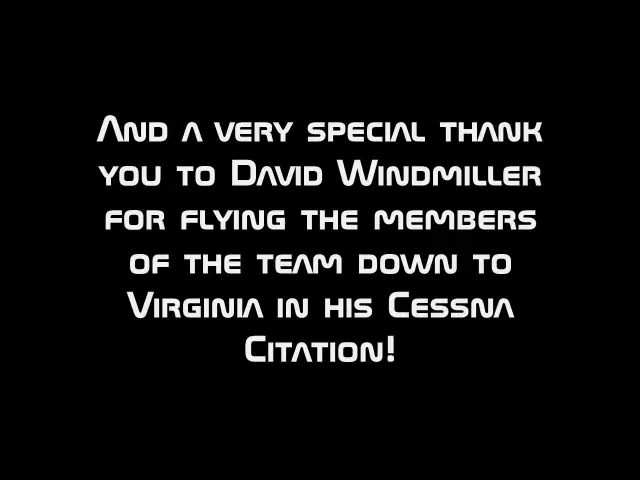 And a very special thank
you to David Windmiller
for flying the members
of the team down to
Virginia in his Cessna
Citation!